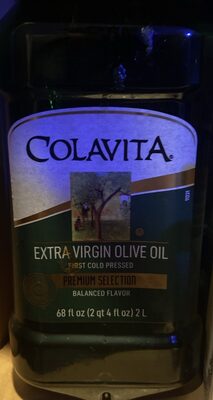 COLAVITA
EXTRA VIRGIN OLIVE OIL
FIRST COLD PRESSED
PREMIUM SELECTION
BALANCED FLAVOR
68 fl oz (2 qt 4 fl oz) 2 L